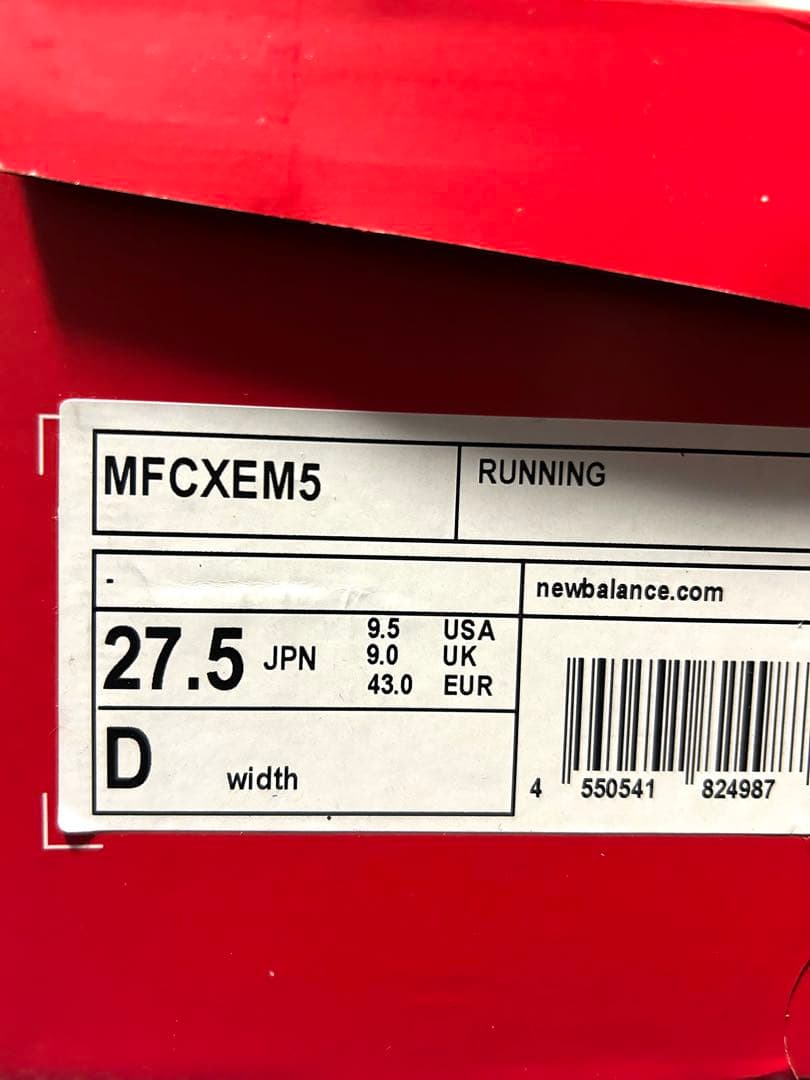 MFCXEM5
RUNNING
-
newbalance.com
27.5 JPN
9.5 USA
9.0 UK
43.0 EUR
D width
4 550541 824987